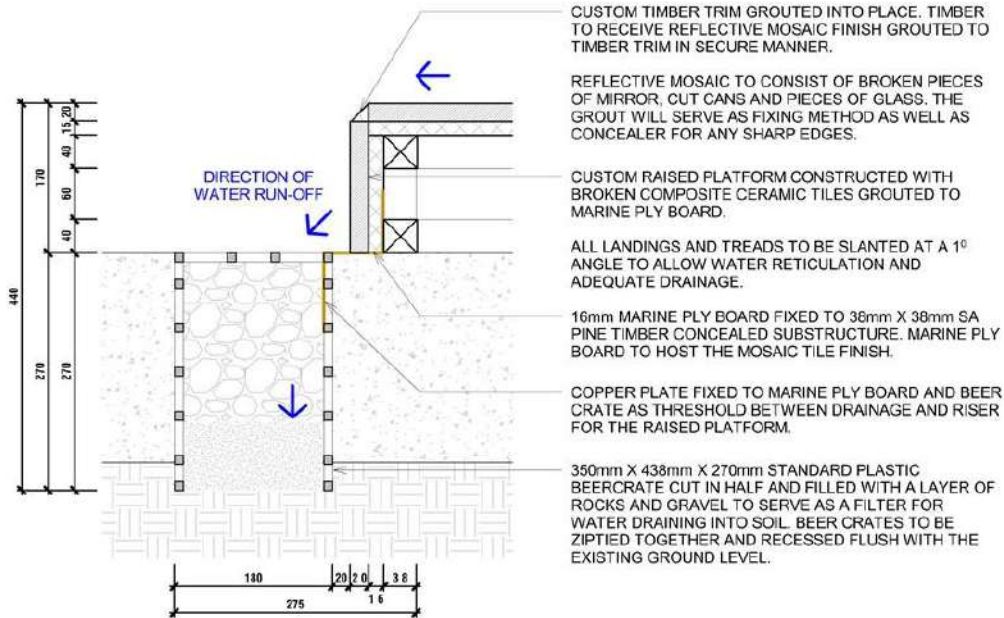 CUSTOM TIMBER TRIM GROUTED INTO PLACE. TIMBER
TO RECEIVE REFLECTIVE MOSAIC FINISH GROUTED TO
TIMBER TRIM IN SECURE MANNER.
REFLECTIVE MOSAIC TO CONSIST OF BROKEN PIECES
OF MIRROR, CUT CANS AND PIECES OF GLASS. THE
GROUT WILL SERVE AS FIXING METHOD AS WELL AS
CONCEALER FOR ANY SHARP EDGES.
CUSTOM RAISED PLATFORM CONSTRUCTED WITH
BROKEN COMPOSITE CERAMIC TILES GROUTED TO
MARINE PLY BOARD.
ALL LANDINGS AND TREADS TO BE SLANTED AT A 1⁰
ANGLE TO ALLOW WATER RETICULATION AND
ADEQUATE DRAINAGE.
16mm MARINE PLY BOARD FIXED TO 38mm X 38mm SA
PINE TIMBER CONCEALED SUBSTRUCTURE. MARINE PLY
BOARD TO HOST THE MOSAIC TILE FINISH.
COPPER PLATE FIXED TO MARINE PLY BOARD AND BEER
CRATE AS THRESHOLD BETWEEN DRAINAGE AND RISER
FOR THE RAISED PLATFORM.
350mm X 438mm X 270mm STANDARD PLASTIC
BEERCRATE CUT IN HALF AND FILLED WITH A LAYER OF
ROCKS AND GRAVEL TO SERVE AS A FILTER FOR
WATER DRAINING INTO SOIL. BEER CRATES TO BE
ZIPTIED TOGETHER AND RECESSED FLUSH WITH THE
EXISTING GROUND LEVEL.
DIRECTION OF
WATER RUN-OFF
440
170
270
20
15
40
60
40
270
180
20
20
16
38
275